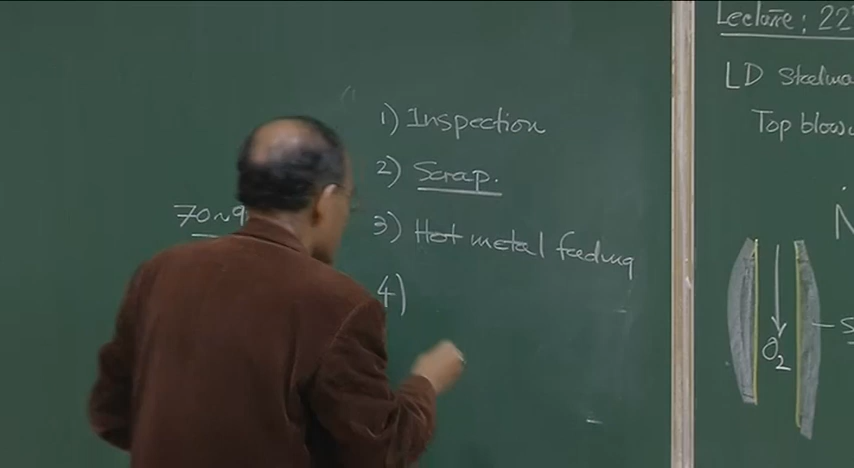 1) Inspection
2) Scrap.
3) Hot metal feeding
4)
70~9
Lecture: 22
LD Steelma
Top blow
N
O2
S